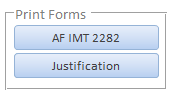 Print Forms
AF IMT 2282
Justification